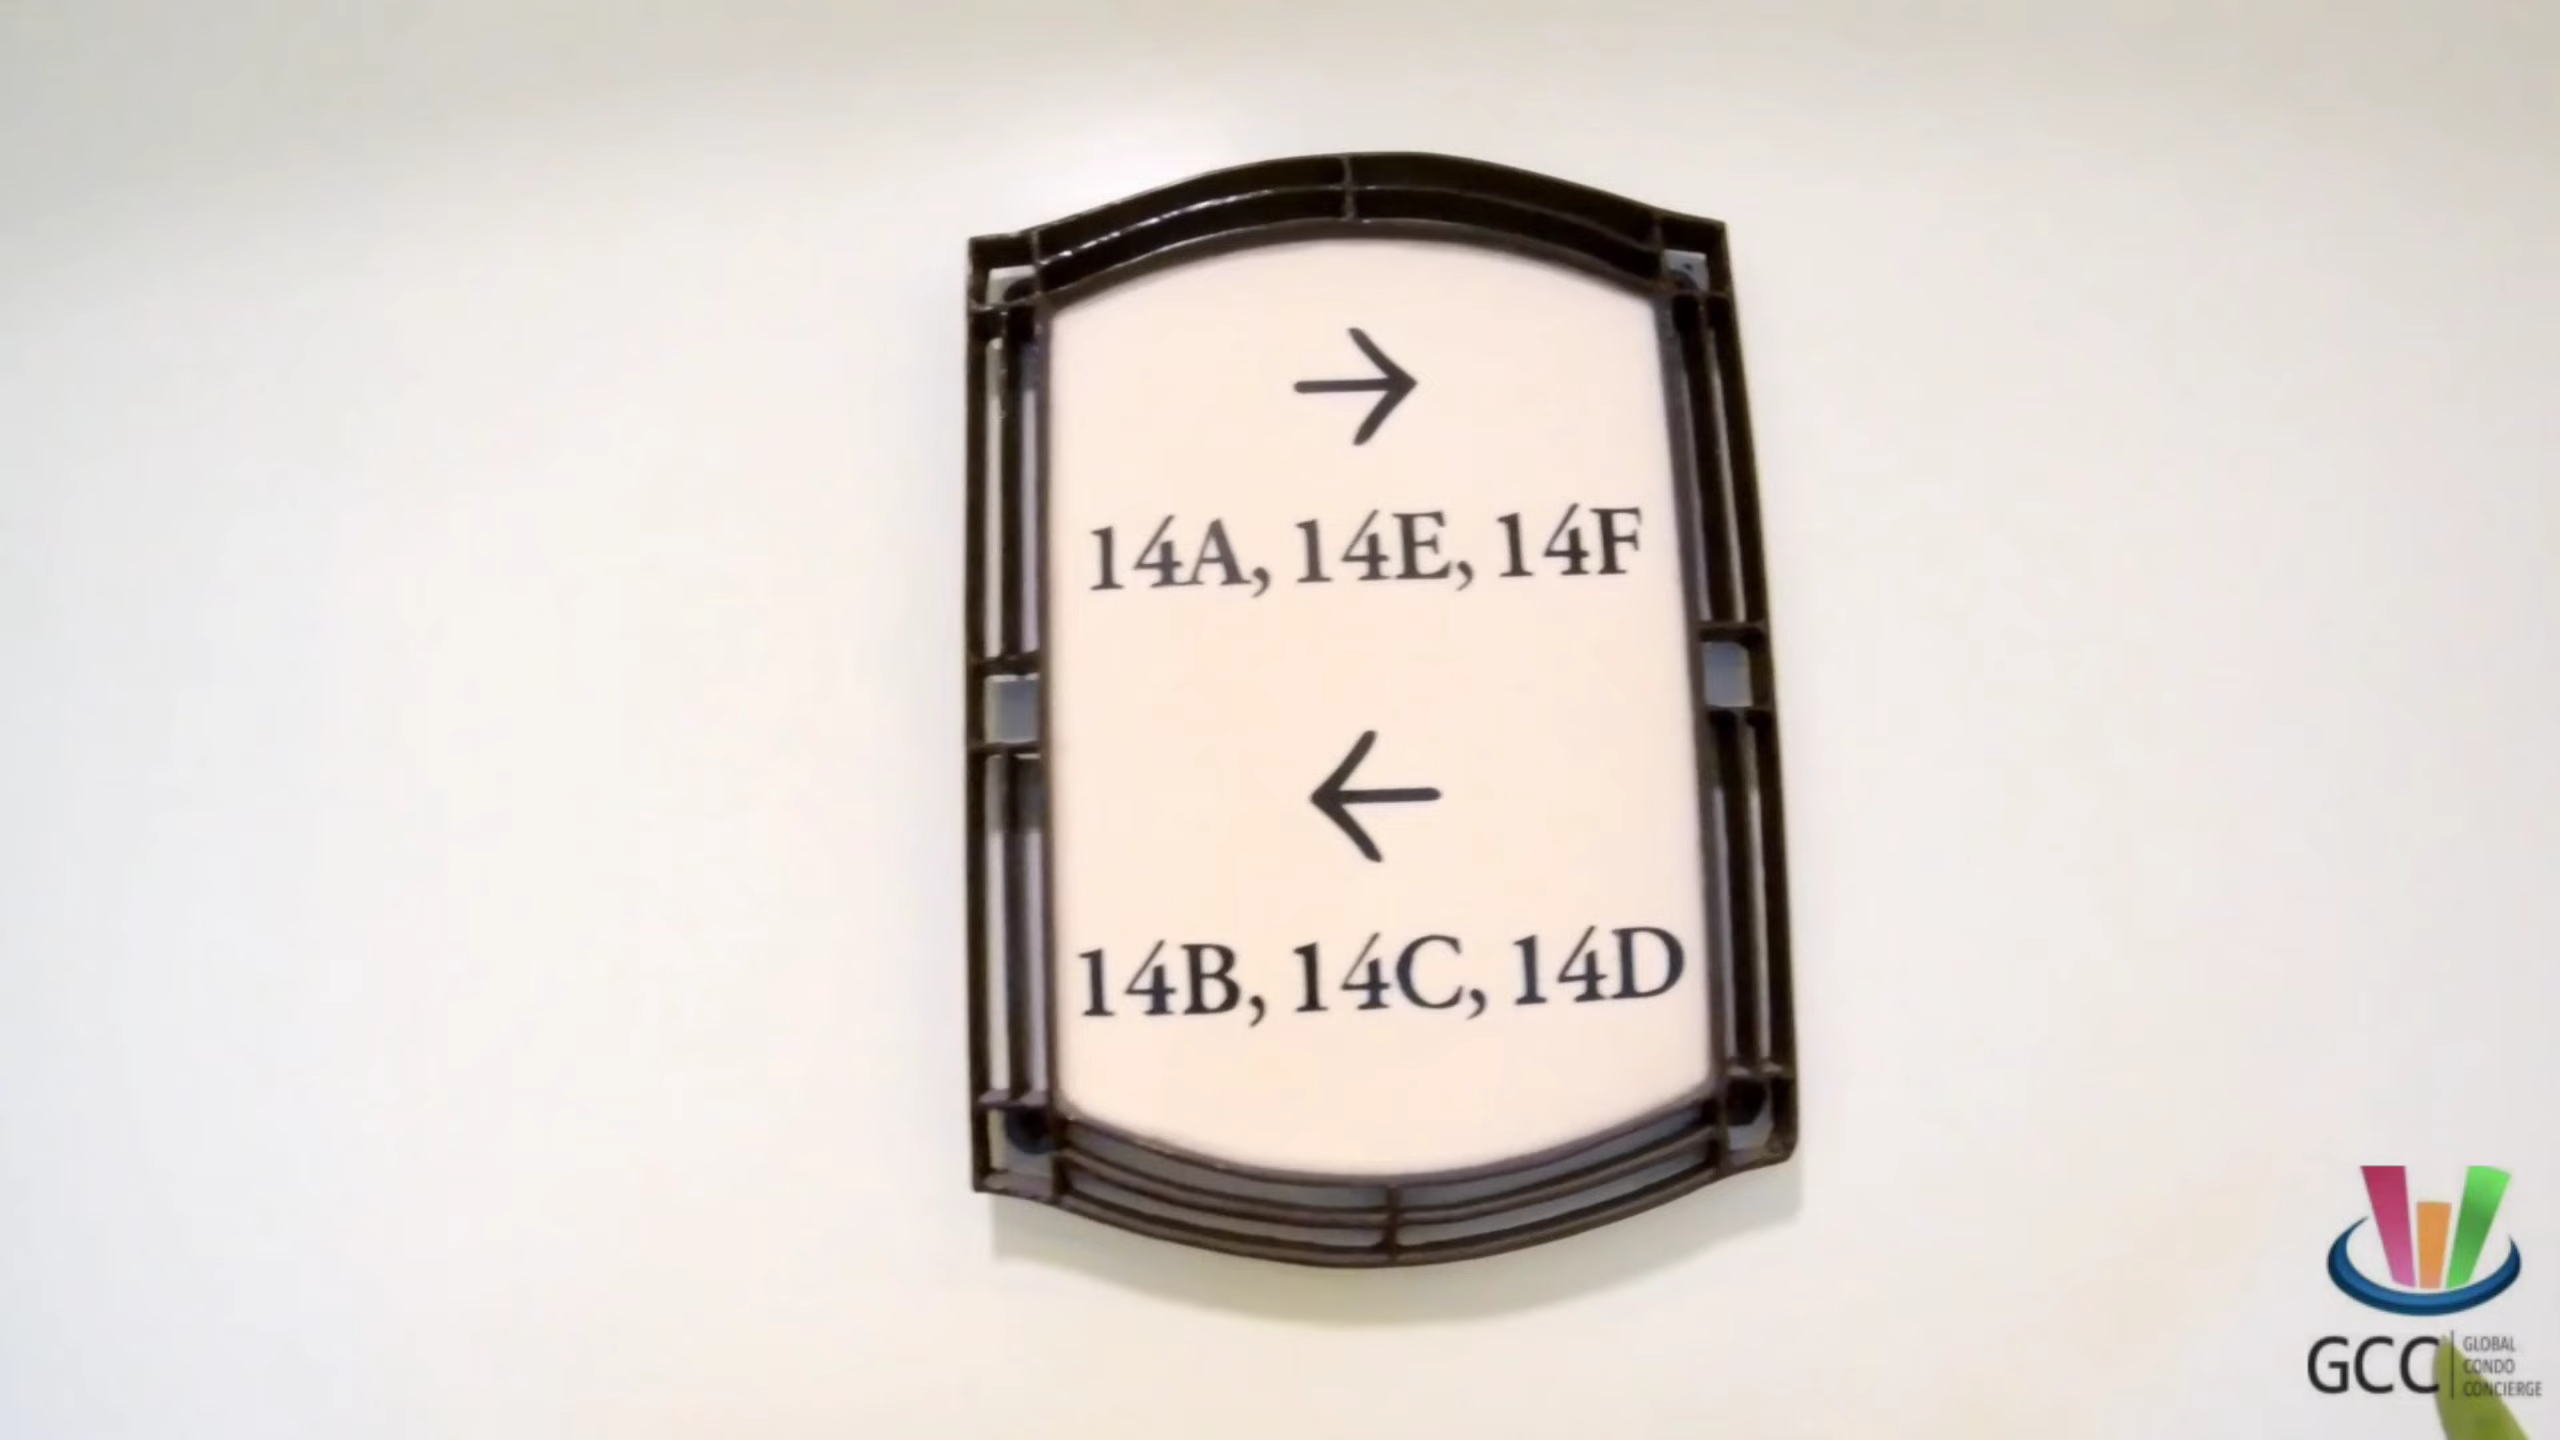 →
14A, 14E, 14F
←
14B, 14C, 14D
GCC
GLOBAL
CONDO
CONCIERGE